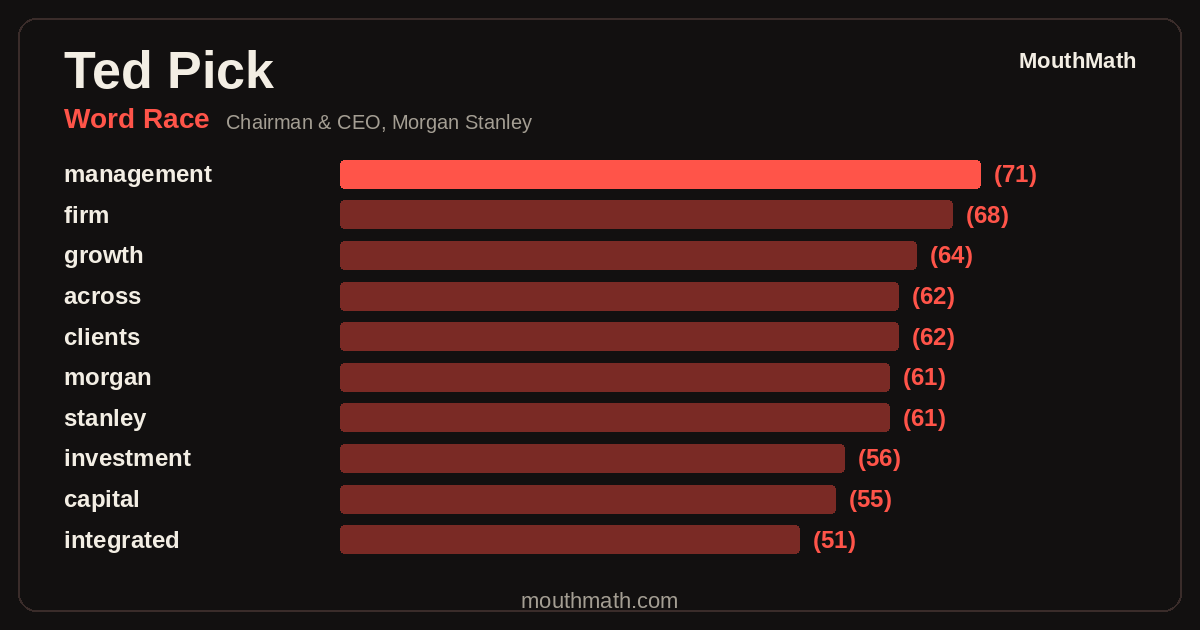 Ted Pick
MouthMath
Word Race Chairman & CEO, Morgan Stanley
management (71)
firm (68)
growth (64)
across (62)
clients (62)
morgan (61)
stanley (61)
investment (56)
capital (55)
integrated (51)
mouthmath.com